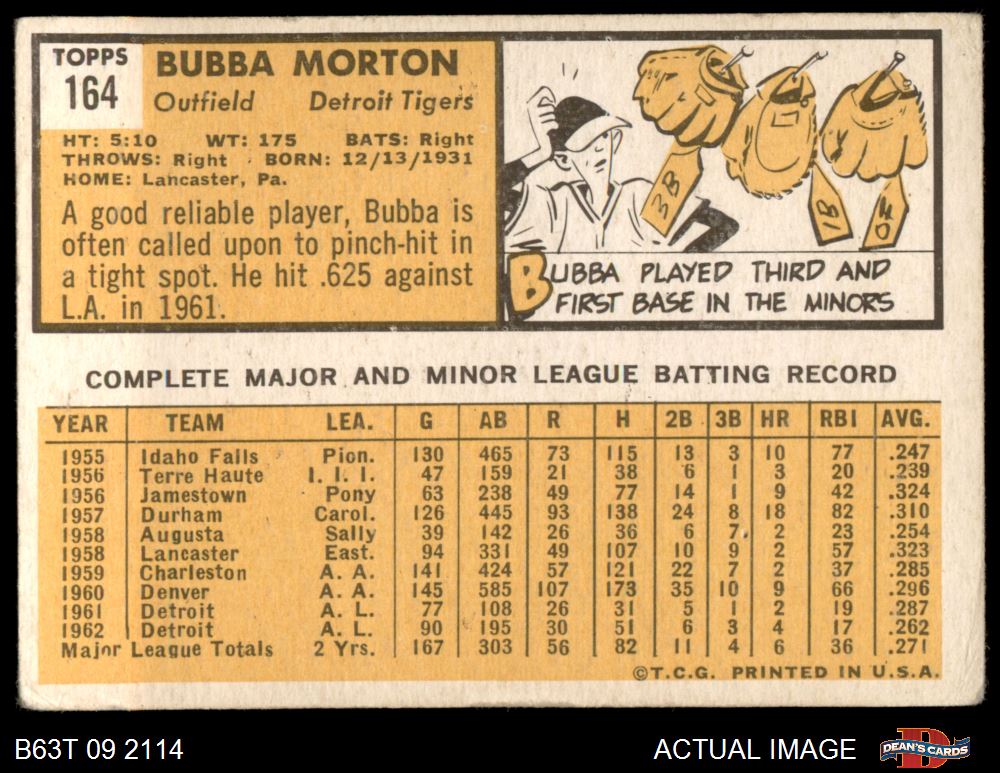 TOPPS
164
BUBBA MORTON
Outfield Detroit Tigers
HT: 5:10 WT: 175 BATS: Right
THROWS: Right BORN: 12/13/1931
HOME: Lancaster, Pa.
A good reliable player, Bubba is
often called upon to pinch-hit in
a tight spot. He hit .625 against
L.A. in 1961.
3B
1B
OF
BUBBA PLAYED THIRD AND
FIRST BASE IN THE MINORS
COMPLETE MAJOR AND MINOR LEAGUE BATTING RECORD
YEAR TEAM LEA. G AB R H 2B 3B HR RBI AVG.
1955 Idaho Falls Pion. 130 465 73 115 13 3 10 77 .247
1956 Terre Haute I. I. I. 47 159 21 38 6 1 3 20 .239
1956 Jamestown Pony 63 238 49 77 14 1 9 42 .324
1957 Durham Carol. 126 445 93 138 24 8 18 82 .310
1958 Augusta Sally 39 142 26 36 6 7 2 23 .254
1958 Lancaster East. 94 331 49 107 10 9 2 57 .323
1959 Charleston A. A. 141 424 57 121 22 7 2 37 .285
1960 Denver A. A. 145 585 107 173 35 10 9 66 .296
1961 Detroit A. L. 77 108 26 31 5 1 2 19 .287
1962 Detroit A. L. 90 195 30 51 6 3 4 17 .262
Major League Totals 2 Yrs. 167 303 56 82 11 4 6 36 .271
©T.C.G. PRINTED IN U.S.A.
B63T 09 2114 ACTUAL IMAGE DEAN'S CARDS